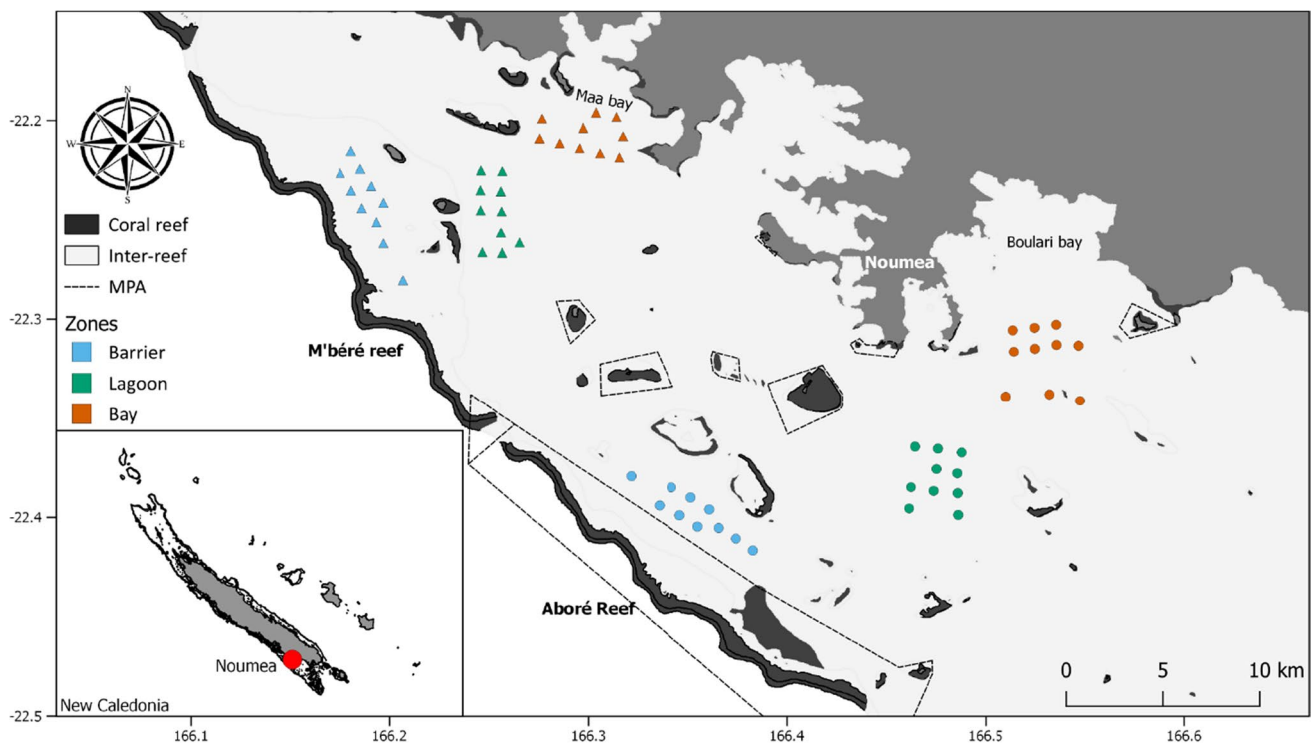 Maa bay
-22.2
N
W
E
S
Coral reef
Inter-reef
MPA
Noumea
Boulari bay
Zones
-22.3
Barrier
M'béré reef
Lagoon
Bay
-22.4
Aboré Reef
Noumea
0 5 10 km
New Caledonia
-22.5
166.1 166.2 166.3 166.4 166.5 166.6